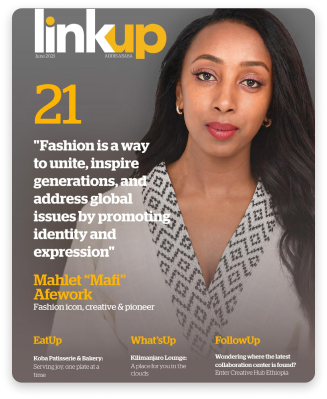 linkup
June 2021
ADDIS ABABA
21
"Fashion is a way
to unite, inspire
generations, and
address global
issues by promoting
identity and
expression"
Mahlet "Mafi"
Afework
Fashion icon, creative & pioneer
EatUp
Koba Patisserie & Bakery:
Serving joy, one plate at a
time
What'sUp
Kilimanjaro Lounge:
A place for you in the
clouds
FollowUp
Wondering where the latest
collaboration center is found?
Enter Creative Hub Ethiopia